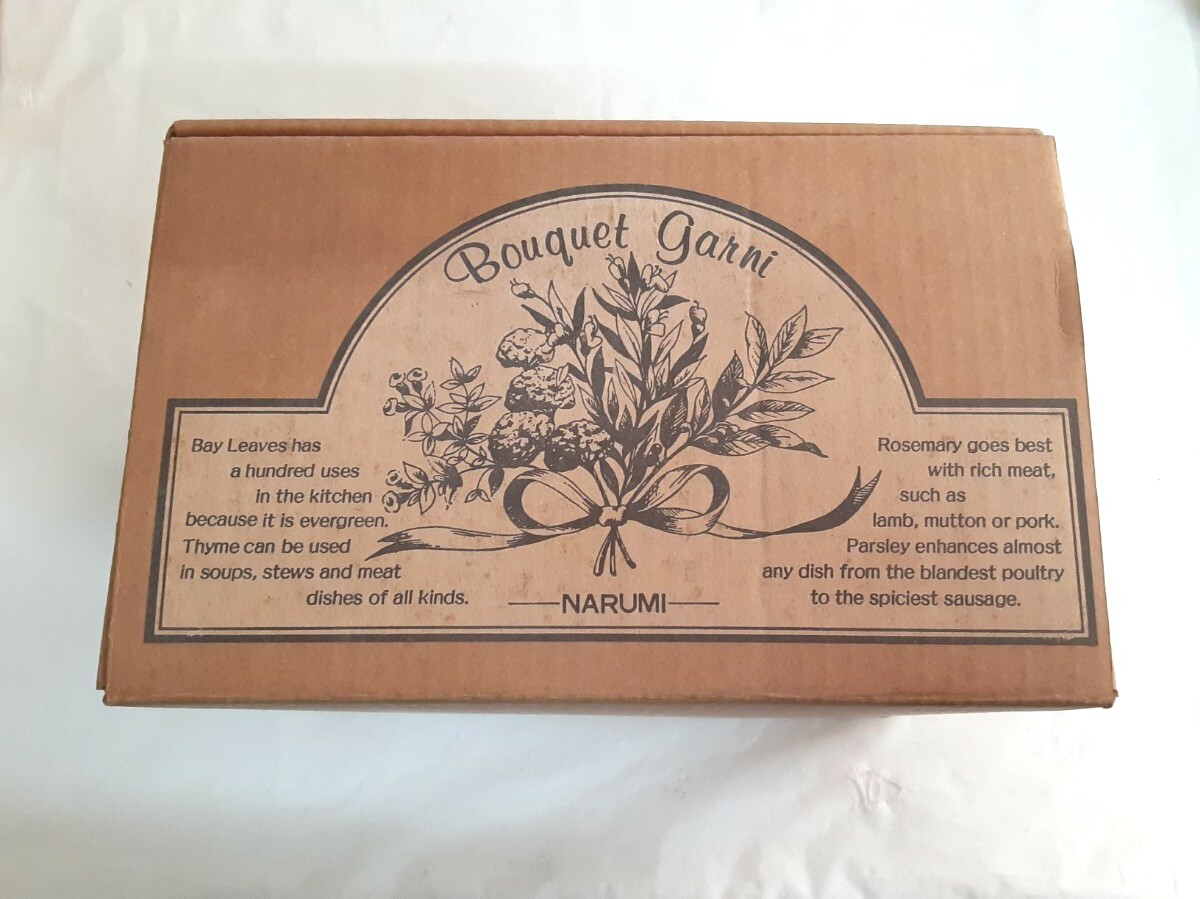 Bouquet Garni
Bay Leaves has
a hundred uses
in the kitchen
because it is evergreen.
Thyme can be used
in soups, stews and meat
dishes of all kinds.
Rosemary goes best
with rich meat,
such as
lamb, mutton or pork.
Parsley enhances almost
any dish from the blandest poultry
to the spiciest sausage.
NARUMI